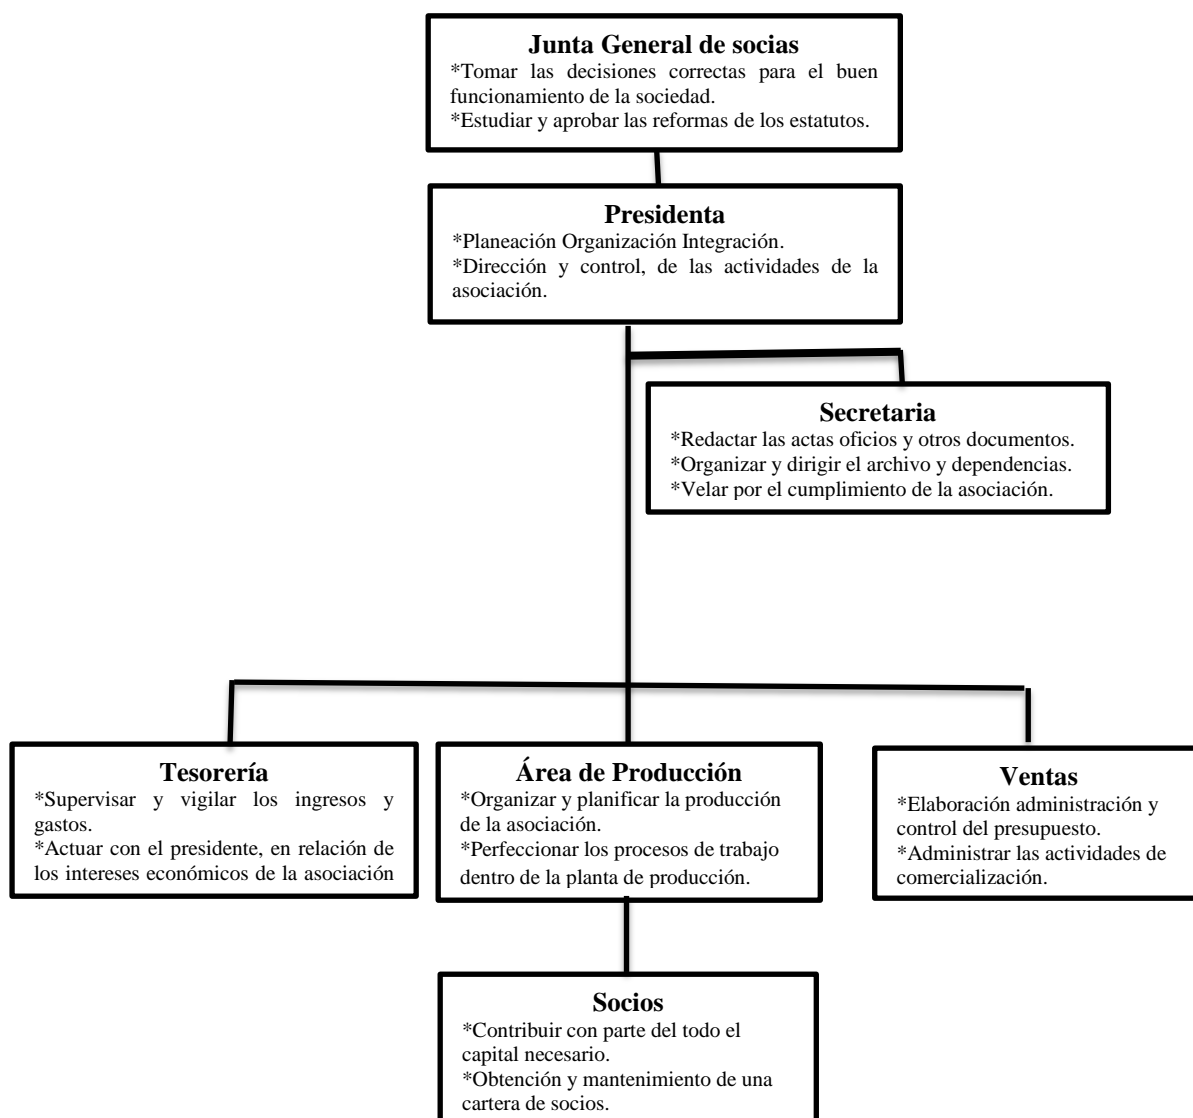 Junta General de socias
*Tomar las decisiones correctas para el buen
funcionamiento de la sociedad.
*Estudiar y aprobar las reformas de los estatutos.
Presidenta
*Planeación Organización Integración.
*Dirección y control, de las actividades de la
asociación.
Secretaria
*Redactar las actas oficios y otros documentos.
*Organizar y dirigir el archivo y dependencias.
*Velar por el cumplimiento de la asociación.
Tesorería
*Supervisar y vigilar los ingresos y
gastos.
*Actuar con el presidente, en relación de
los intereses económicos de la asociación
Área de Producción
*Organizar y planificar la producción
de la asociación.
*Perfeccionar los procesos de trabajo
dentro de la planta de producción.
Ventas
*Elaboración administración y
control del presupuesto.
*Administrar las actividades de
comercialización.
Socios
*Contribuir con parte del todo el
capital necesario.
*Obtención y mantenimiento de una
cartera de socios.